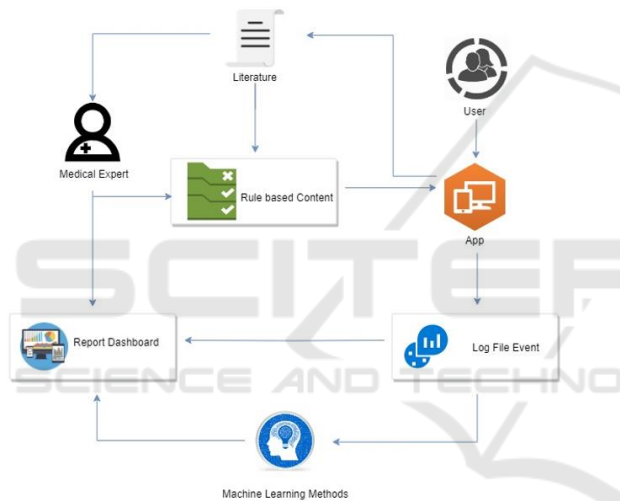 Literature
User
Medical Expert
Rule based Content
App
Report Dashboard
Log File Event
SCITEP
SCIENCE AND TECHNO
Machine Learning Methods